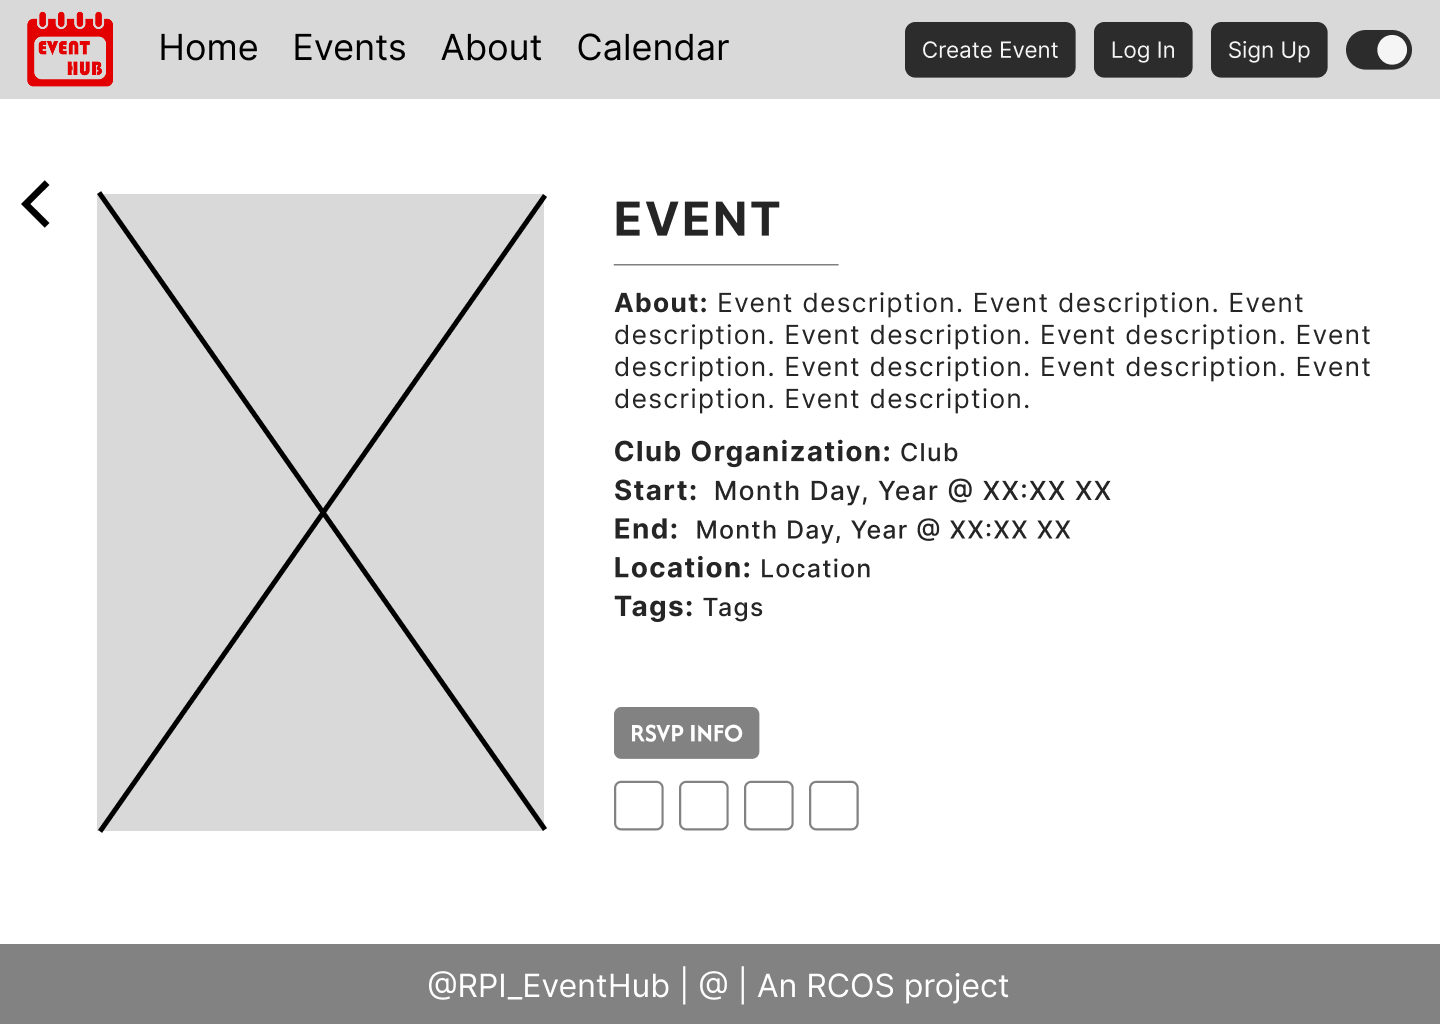 EVENT
HUB
Home Events About Calendar
Create Event
Log In
Sign Up
EVENT
About: Event description. Event description. Event
description. Event description. Event description. Event
description. Event description. Event description. Event
description. Event description.
Club Organization: Club
Start: Month Day, Year @ XX:XX XX
End: Month Day, Year @ XX:XX XX
Location: Location
Tags: Tags
RSVP INFO
@RPI_EventHub | @ | An RCOS project